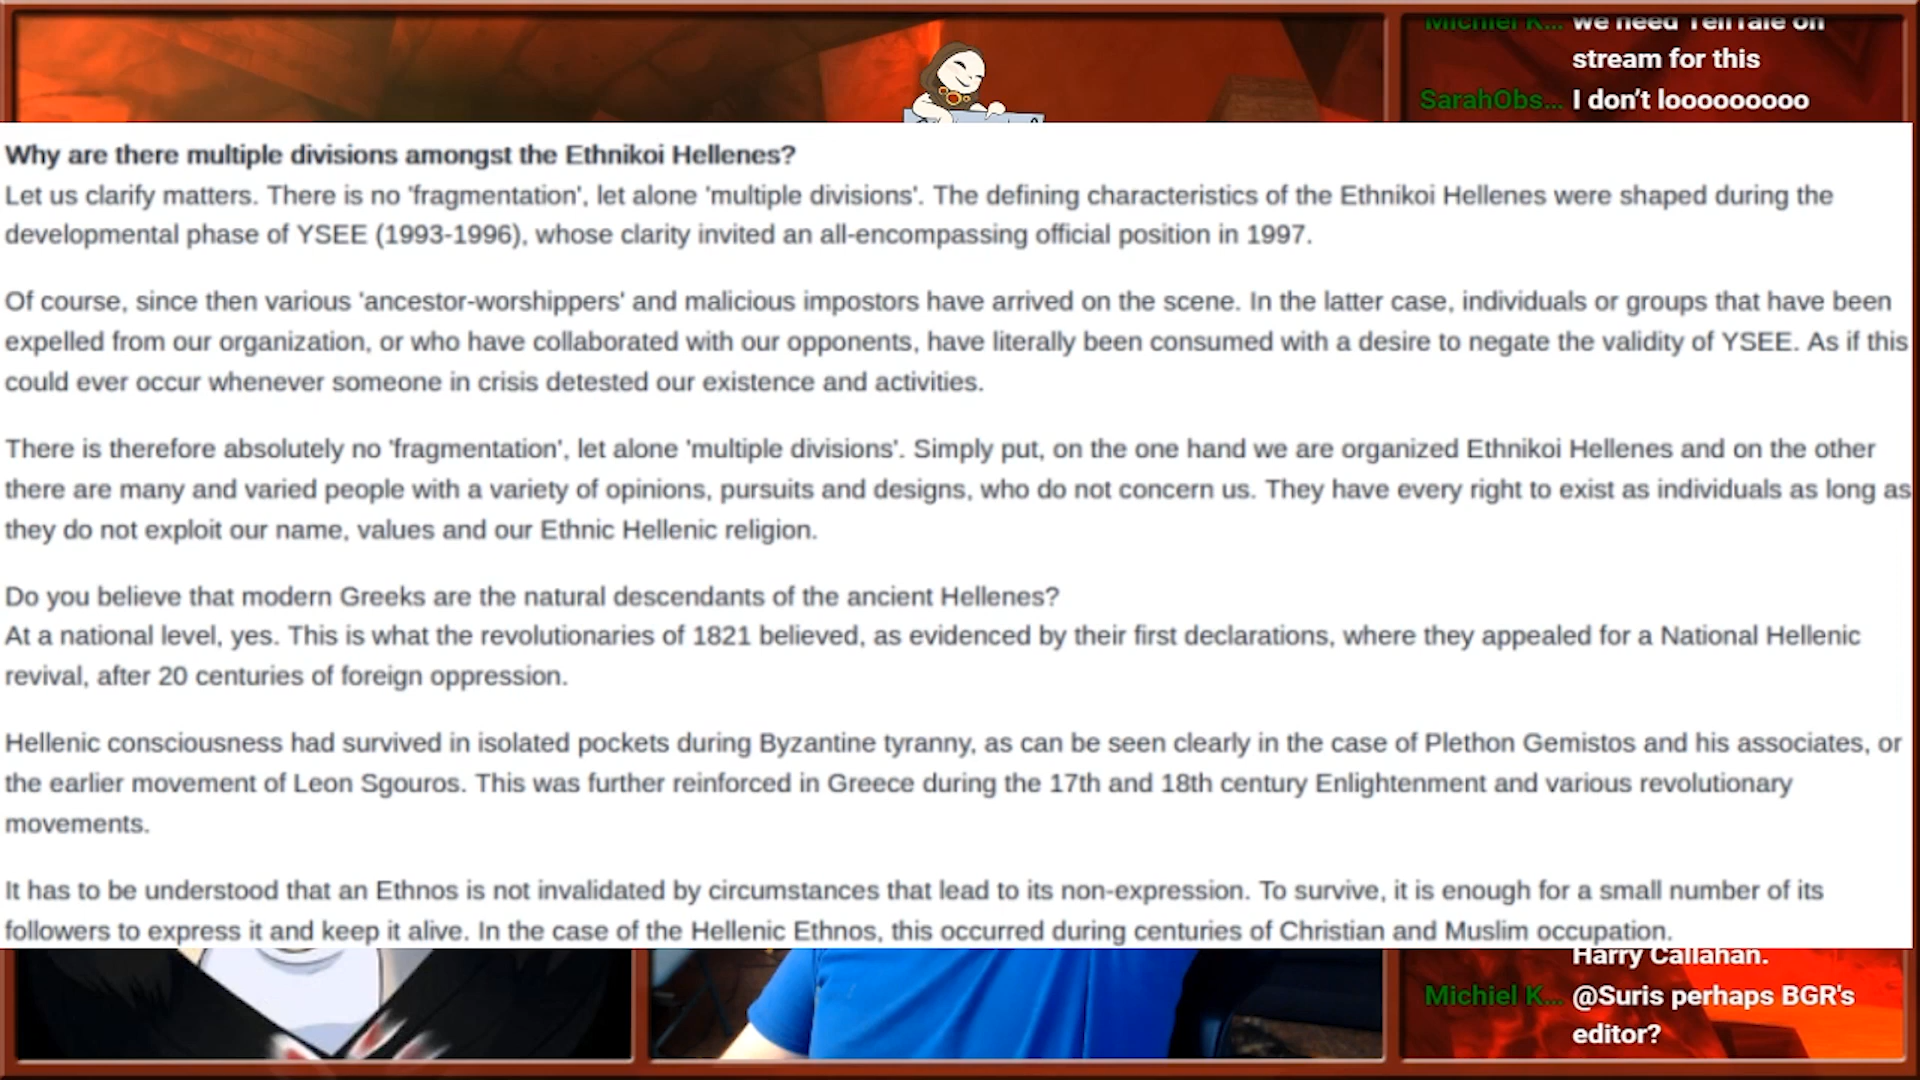 Michiel K... we need TellTale on
stream for this
SarahObs... I don't looooooooo
Why are there multiple divisions amongst the Ethnikoi Hellenes?
Let us clarify matters. There is no 'fragmentation', let alone 'multiple divisions'. The defining characteristics of the Ethnikoi Hellenes were shaped during the
developmental phase of YSEE (1993-1996), whose clarity invited an all-encompassing official position in 1997.
Of course, since then various 'ancestor-worshippers' and malicious impostors have arrived on the scene. In the latter case, individuals or groups that have been
expelled from our organization, or who have collaborated with our opponents, have literally been consumed with a desire to negate the validity of YSEE. As if this
could ever occur whenever someone in crisis detested our existence and activities.
There is therefore absolutely no 'fragmentation', let alone 'multiple divisions'. Simply put, on the one hand we are organized Ethnikoi Hellenes and on the other
there are many and varied people with a variety of opinions, pursuits and designs, who do not concern us. They have every right to exist as individuals as long as
they do not exploit our name, values and our Ethnic Hellenic religion.
Do you believe that modern Greeks are the natural descendants of the ancient Hellenes?
At a national level, yes. This is what the revolutionaries of 1821 believed, as evidenced by their first declarations, where they appealed for a National Hellenic
revival, after 20 centuries of foreign oppression.
Hellenic consciousness had survived in isolated pockets during Byzantine tyranny, as can be seen clearly in the case of Plethon Gemistos and his associates, or
the earlier movement of Leon Sgouros. This was further reinforced in Greece during the 17th and 18th century Enlightenment and various revolutionary
movements.
It has to be understood that an Ethnos is not invalidated by circumstances that lead to its non-expression. To survive, it is enough for a small number of its
followers to express it and keep it alive. In the case of the Hellenic Ethnos, this occurred during centuries of Christian and Muslim occupation.
Harry Callahan.
Michiel K... @Suris perhaps BGR's
editor?